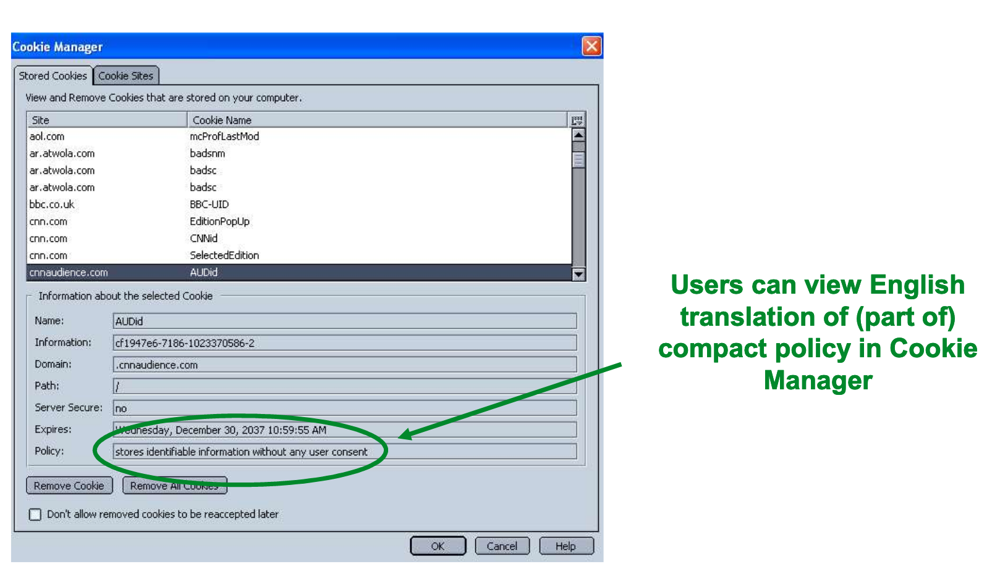 Cookie Manager
Stored Cookies Cookie Sites
View and Remove Cookies that are stored on your computer.
Site Cookie Name
aol.com mcProfLastMod
ar.atwola.com badsnm
ar.atwola.com badsc
ar.atwola.com badsc
bbc.co.uk BBC-UID
cnn.com EditionPopUp
cnn.com CNNid
cnn.com SelectedEdition
cnnaudience.com AUDid
Information about the selected Cookie
Name: AUDid
Information: cf1947e6-7186-1023370586-2
Domain: .cnnaudience.com
Path: /
Server Secure: no
Expires: Wednesday, December 30, 2037 10:59:55 AM
Policy: stores identifiable information without any user consent
Remove Cookie Remove All Cookies
Don't allow removed cookies to be reaccepted later
OK Cancel Help
Users can view English
translation of (part of)
compact policy in Cookie
Manager